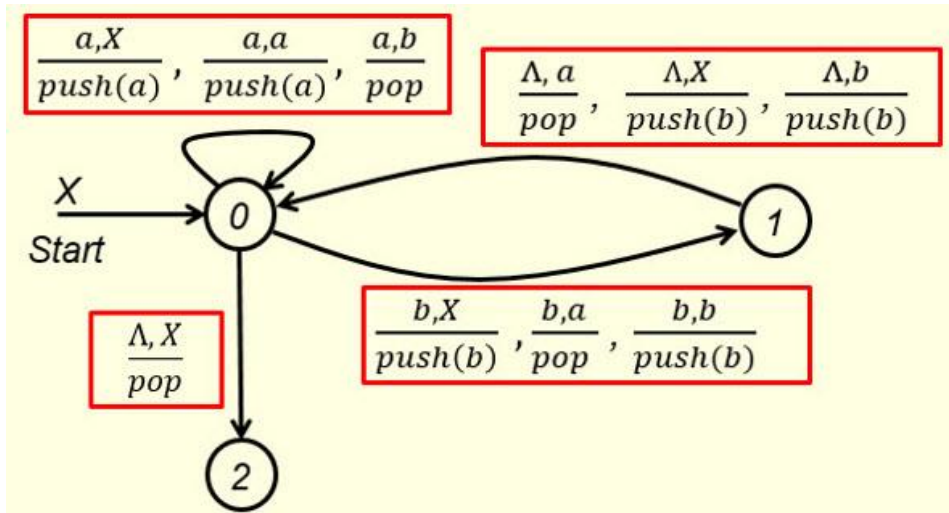 a,X/push(a) , a,a/push(a) , a,b/pop
Λ, a/pop , Λ,X/push(b) , Λ,b/push(b)
X
Start
0
1
b,X/push(b) , b,a/pop , b,b/push(b)
Λ, X/pop
2